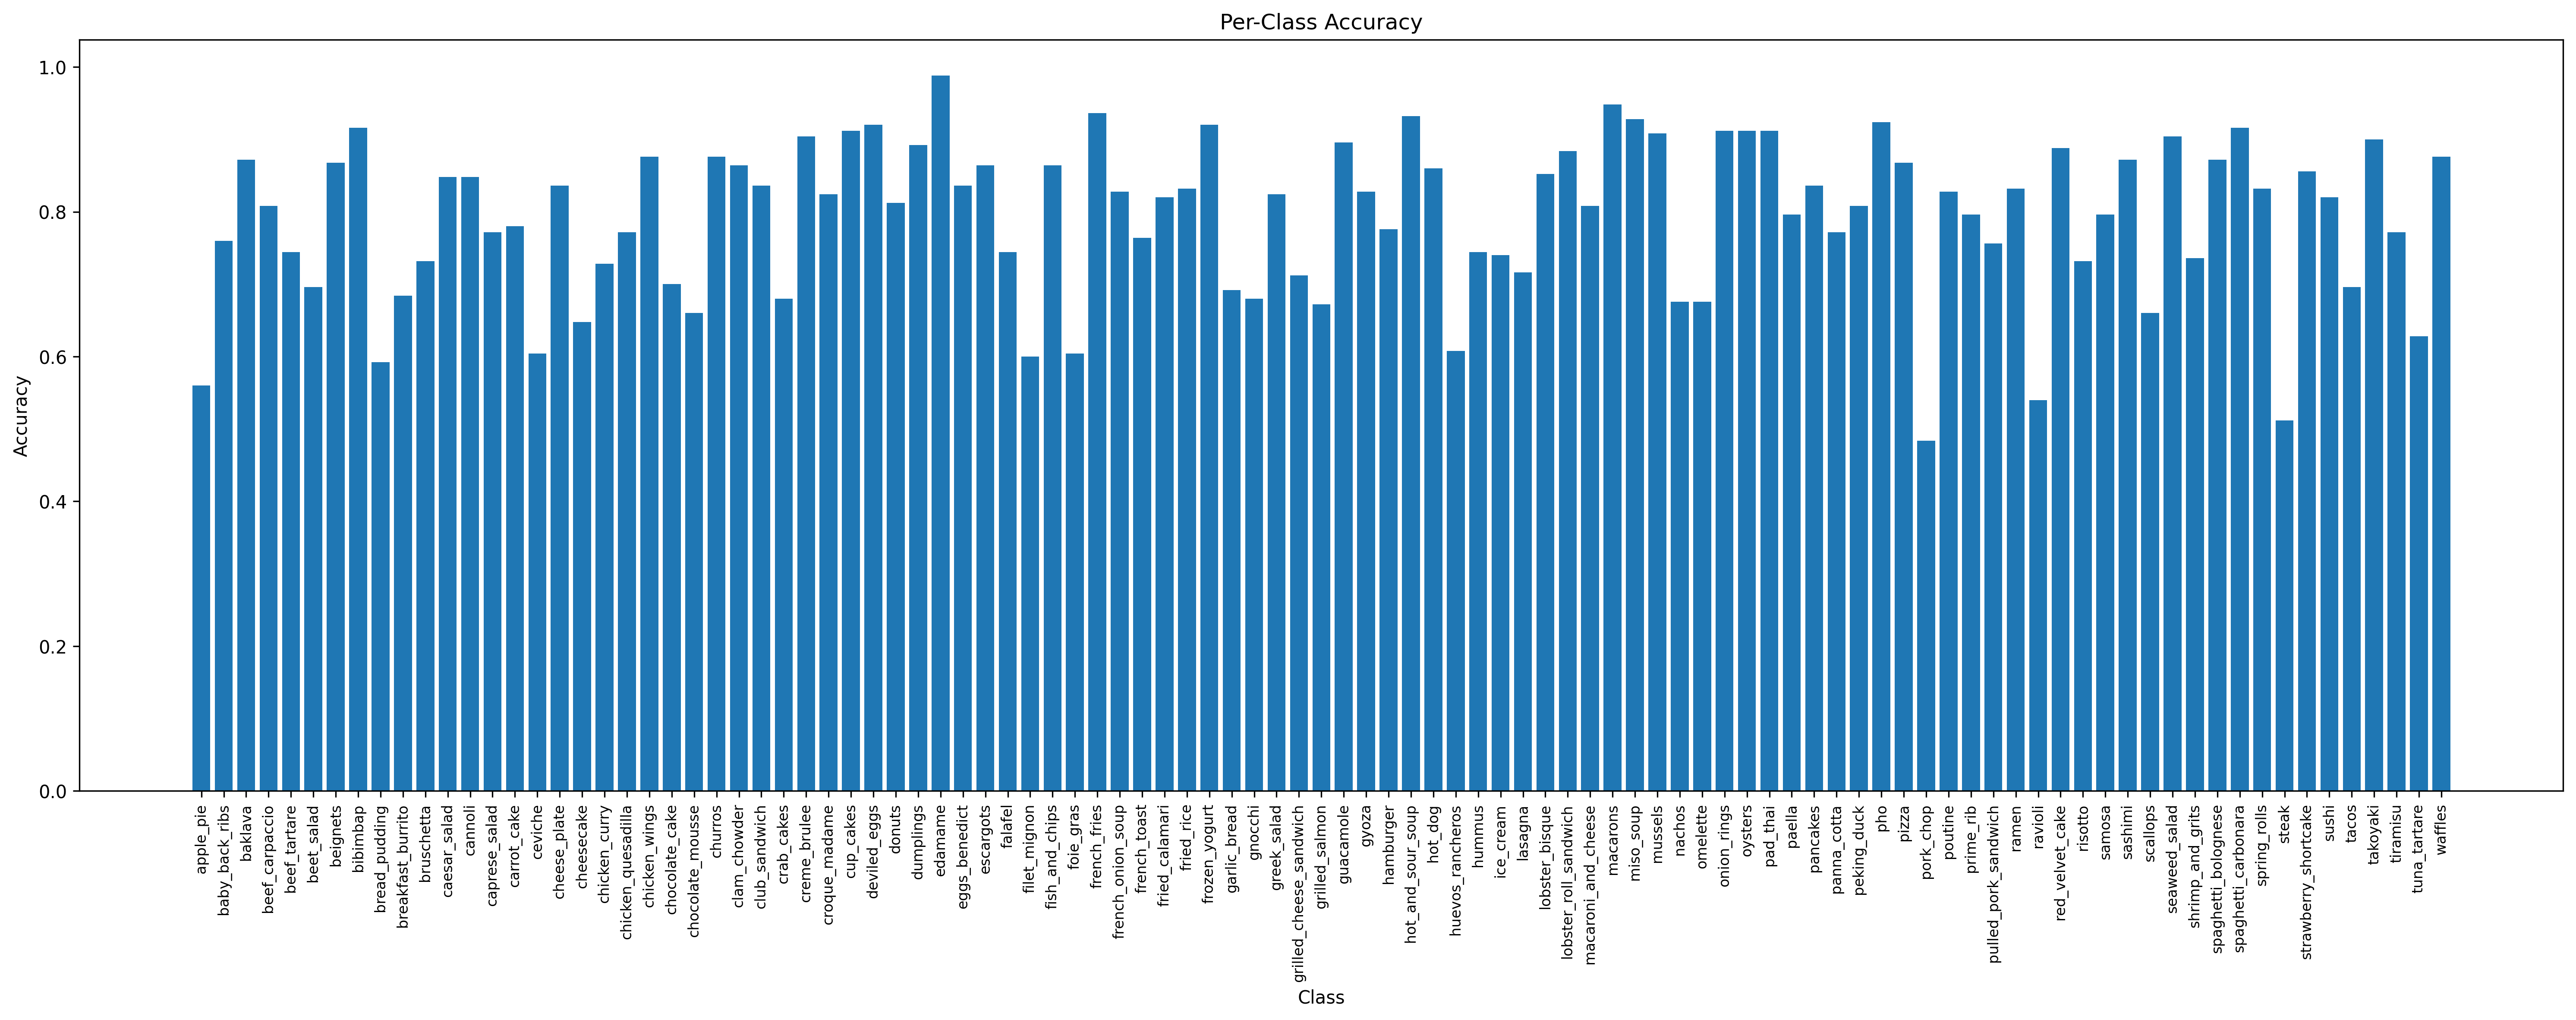 Per-Class Accuracy
Accuracy
1.0
0.8
0.6
0.4
0.2
0.0
apple_pie
baby_back_ribs
baklava
beef_carpaccio
beef_tartare
beet_salad
beignets
bibimbap
bread_pudding
breakfast_burrito
bruschetta
caesar_salad
cannoli
caprese_salad
carrot_cake
ceviche
cheese_plate
cheesecake
chicken_curry
chicken_quesadilla
chicken_wings
chocolate_cake
chocolate_mousse
churros
clam_chowder
club_sandwich
crab_cakes
creme_brulee
croque_madame
cup_cakes
deviled_eggs
donuts
dumplings
edamame
eggs_benedict
escargots
falafel
filet_mignon
fish_and_chips
foie_gras
french_fries
french_onion_soup
french_toast
fried_calamari
fried_rice
frozen_yogurt
garlic_bread
gnocchi
greek_salad
grilled_cheese_sandwich
grilled_salmon
guacamole
gyoza
hamburger
hot_and_sour_soup
hot_dog
huevos_rancheros
hummus
ice_cream
lasagna
lobster_bisque
lobster_roll_sandwich
macaroni_and_cheese
macarons
miso_soup
mussels
nachos
omelette
onion_rings
oysters
pad_thai
paella
pancakes
panna_cotta
peking_duck
pho
pizza
pork_chop
poutine
prime_rib
pulled_pork_sandwich
ramen
ravioli
red_velvet_cake
risotto
samosa
sashimi
scallops
seaweed_salad
shrimp_and_grits
spaghetti_bolognese
spaghetti_carbonara
spring_rolls
steak
strawberry_shortcake
sushi
tacos
takoyaki
tiramisu
tuna_tartare
waffles
Class